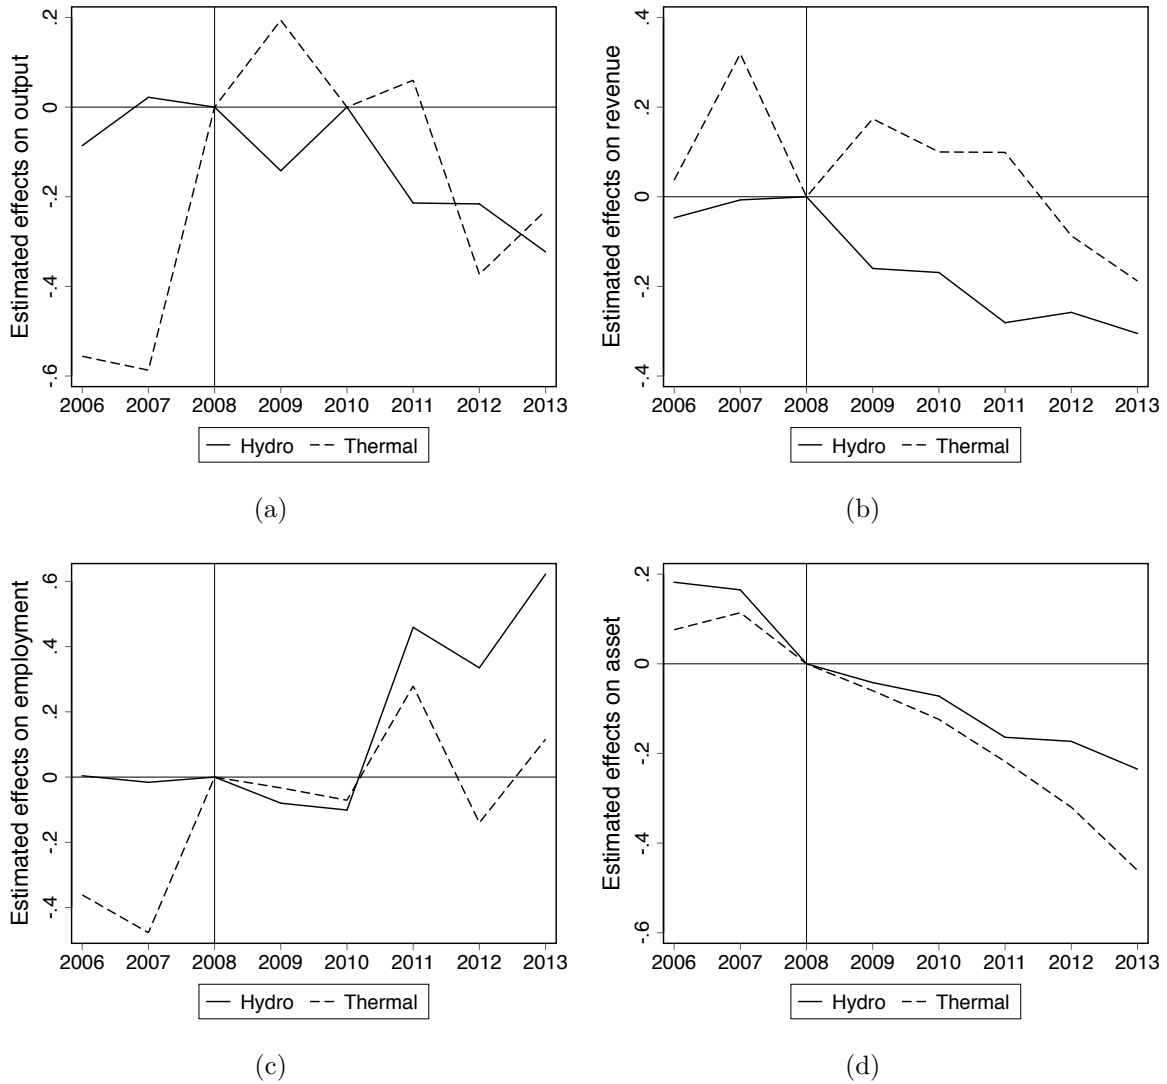 Estimated effects on output
.2
0
-.2
-.4
-.6
2006 2007 2008 2009 2010 2011 2012 2013
Hydro Thermal
(a)
Estimated effects on revenue
.4
.2
0
-.2
-.4
2006 2007 2008 2009 2010 2011 2012 2013
Hydro Thermal
(b)
Estimated effects on employment
.6
.4
.2
0
-.2
-.4
2006 2007 2008 2009 2010 2011 2012 2013
Hydro Thermal
(c)
Estimated effects on asset
.2
0
-.2
-.4
-.6
2006 2007 2008 2009 2010 2011 2012 2013
Hydro Thermal
(d)